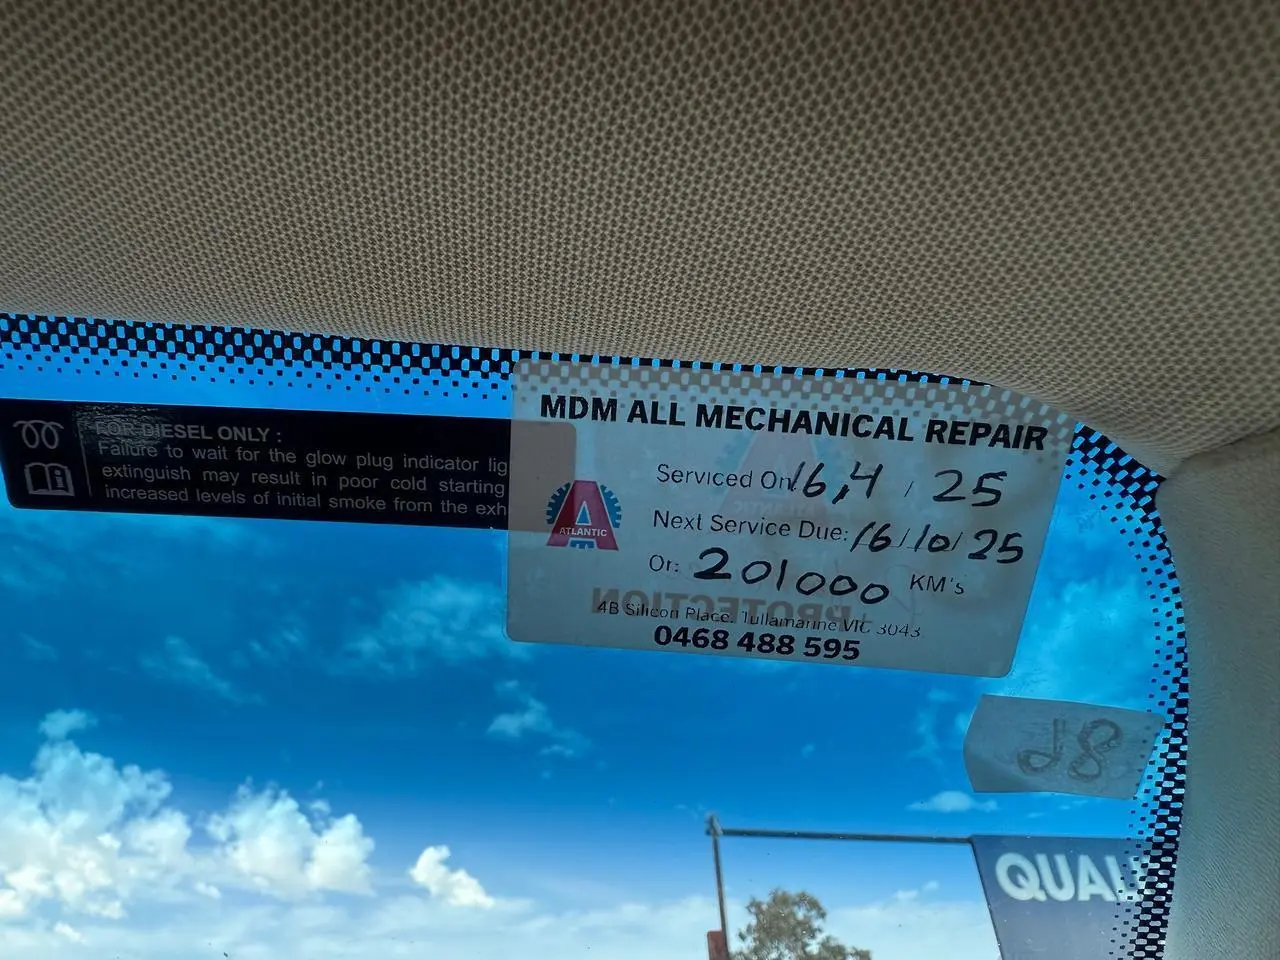 FOR DIESEL ONLY :
Failure to wait for the glow plug indicator lig
extinguish may result in poor cold starting
increased levels of initial smoke from the exh
MDM ALL MECHANICAL REPAIR
Serviced On 16,4 / 25
ATLANTIC
Next Service Due: 16/10/25
Or: 201000 KM's
PROTECTION
4B Silicon Place, Tullamarine VIC 3043
0468 488 595
QUAL